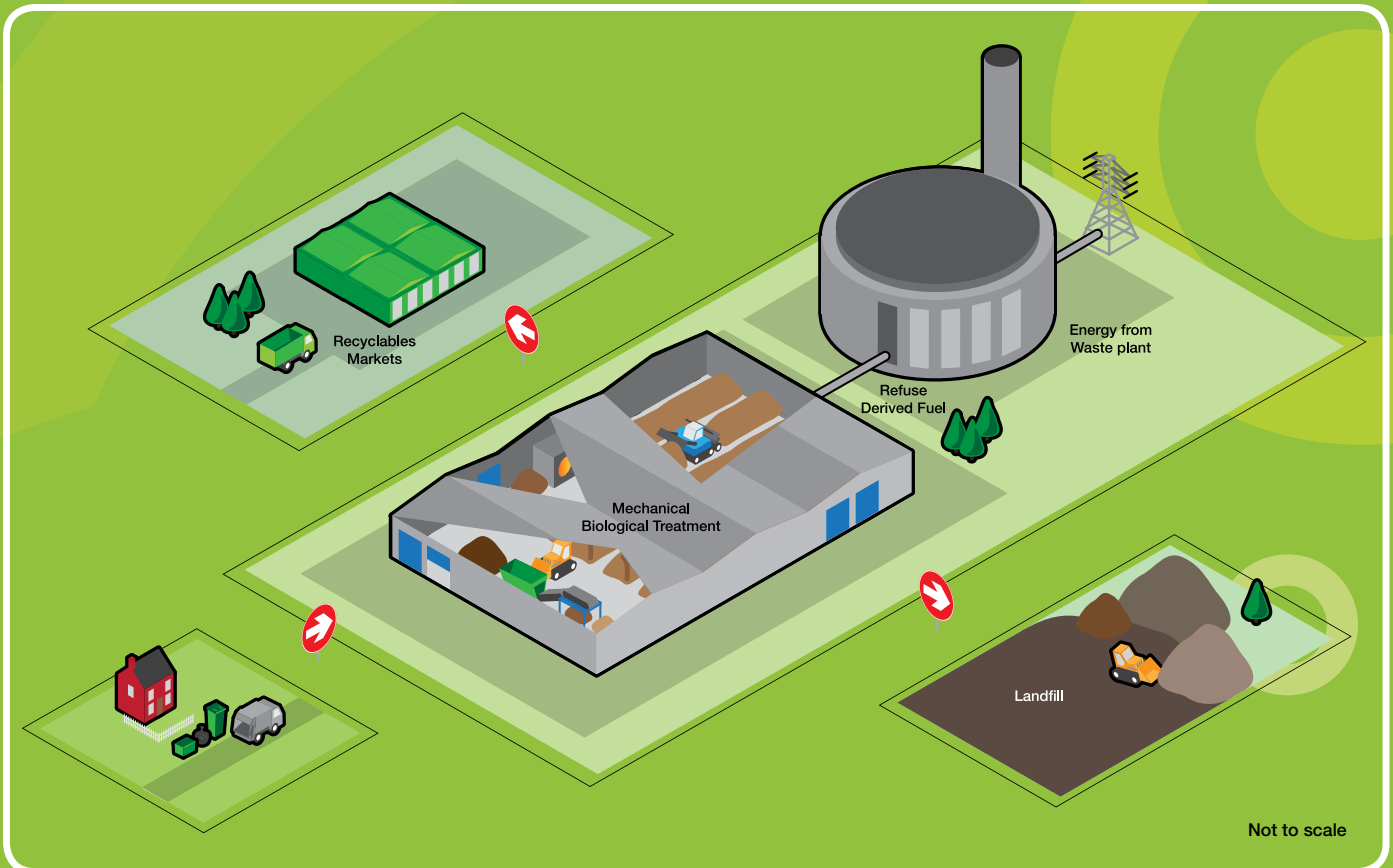 Recyclables
Markets
Energy from
Waste plant
Refuse
Derived Fuel
Mechanical
Biological Treatment
Landfill
Not to scale